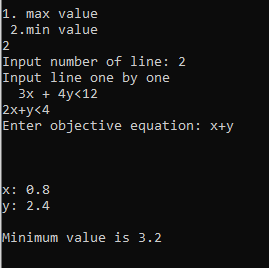 1. max value
 2.min value
2
Input number of line: 2
Input line one by one
  3x + 4y<12
2x+y<4
Enter objective equation: x+y
x: 0.8
y: 2.4
Minimum value is 3.2